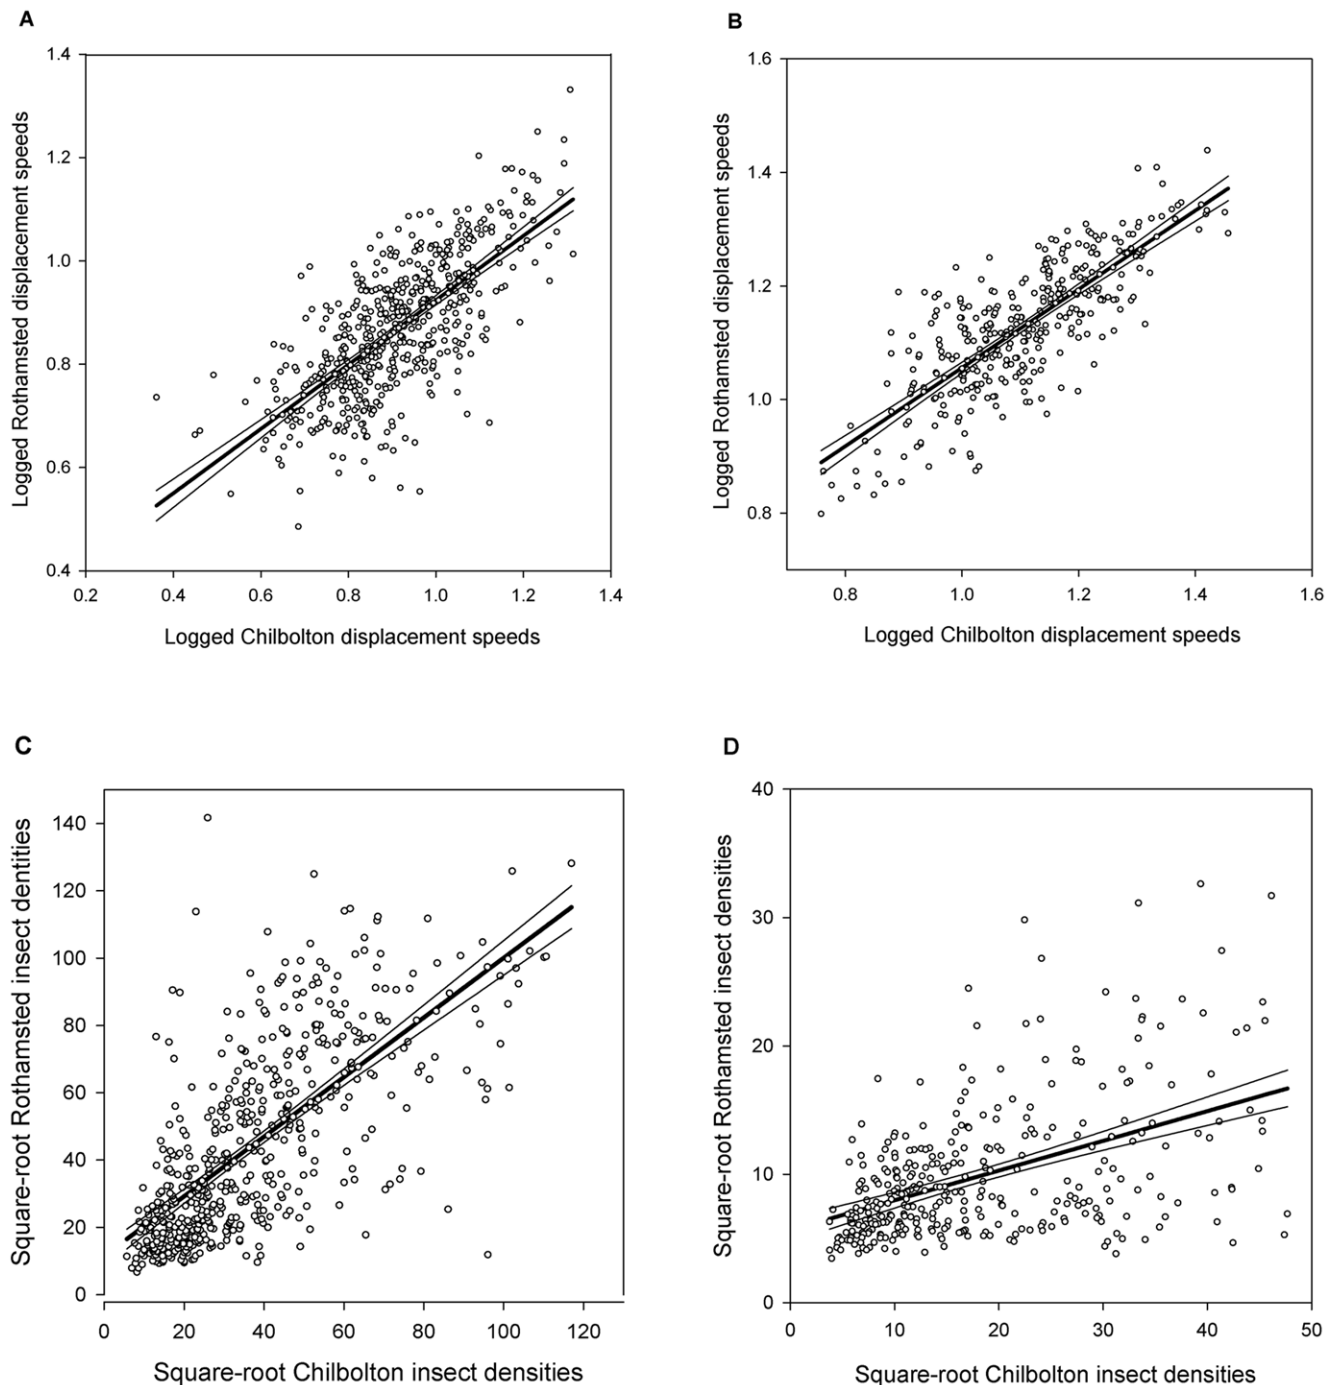 A
1.4
1.2
1.0
0.8
0.6
0.4
0.2 0.4 0.6 0.8 1.0 1.2 1.4
Logged Rothamsted displacement speeds
Logged Chilbolton displacement speeds
B
1.6
1.4
1.2
1.0
0.8
0.8 1.0 1.2 1.4 1.6
Logged Rothamsted displacement speeds
Logged Chilbolton displacement speeds
C
140
120
100
80
60
40
20
0
0 20 40 60 80 100 120
Square-root Rothamsted insect dentities
Square-root Chilbolton insect densities
D
40
30
20
10
0
0 10 20 30 40 50
Square-root Rothamsted insect densities
Square-root Chilbolton insect densities